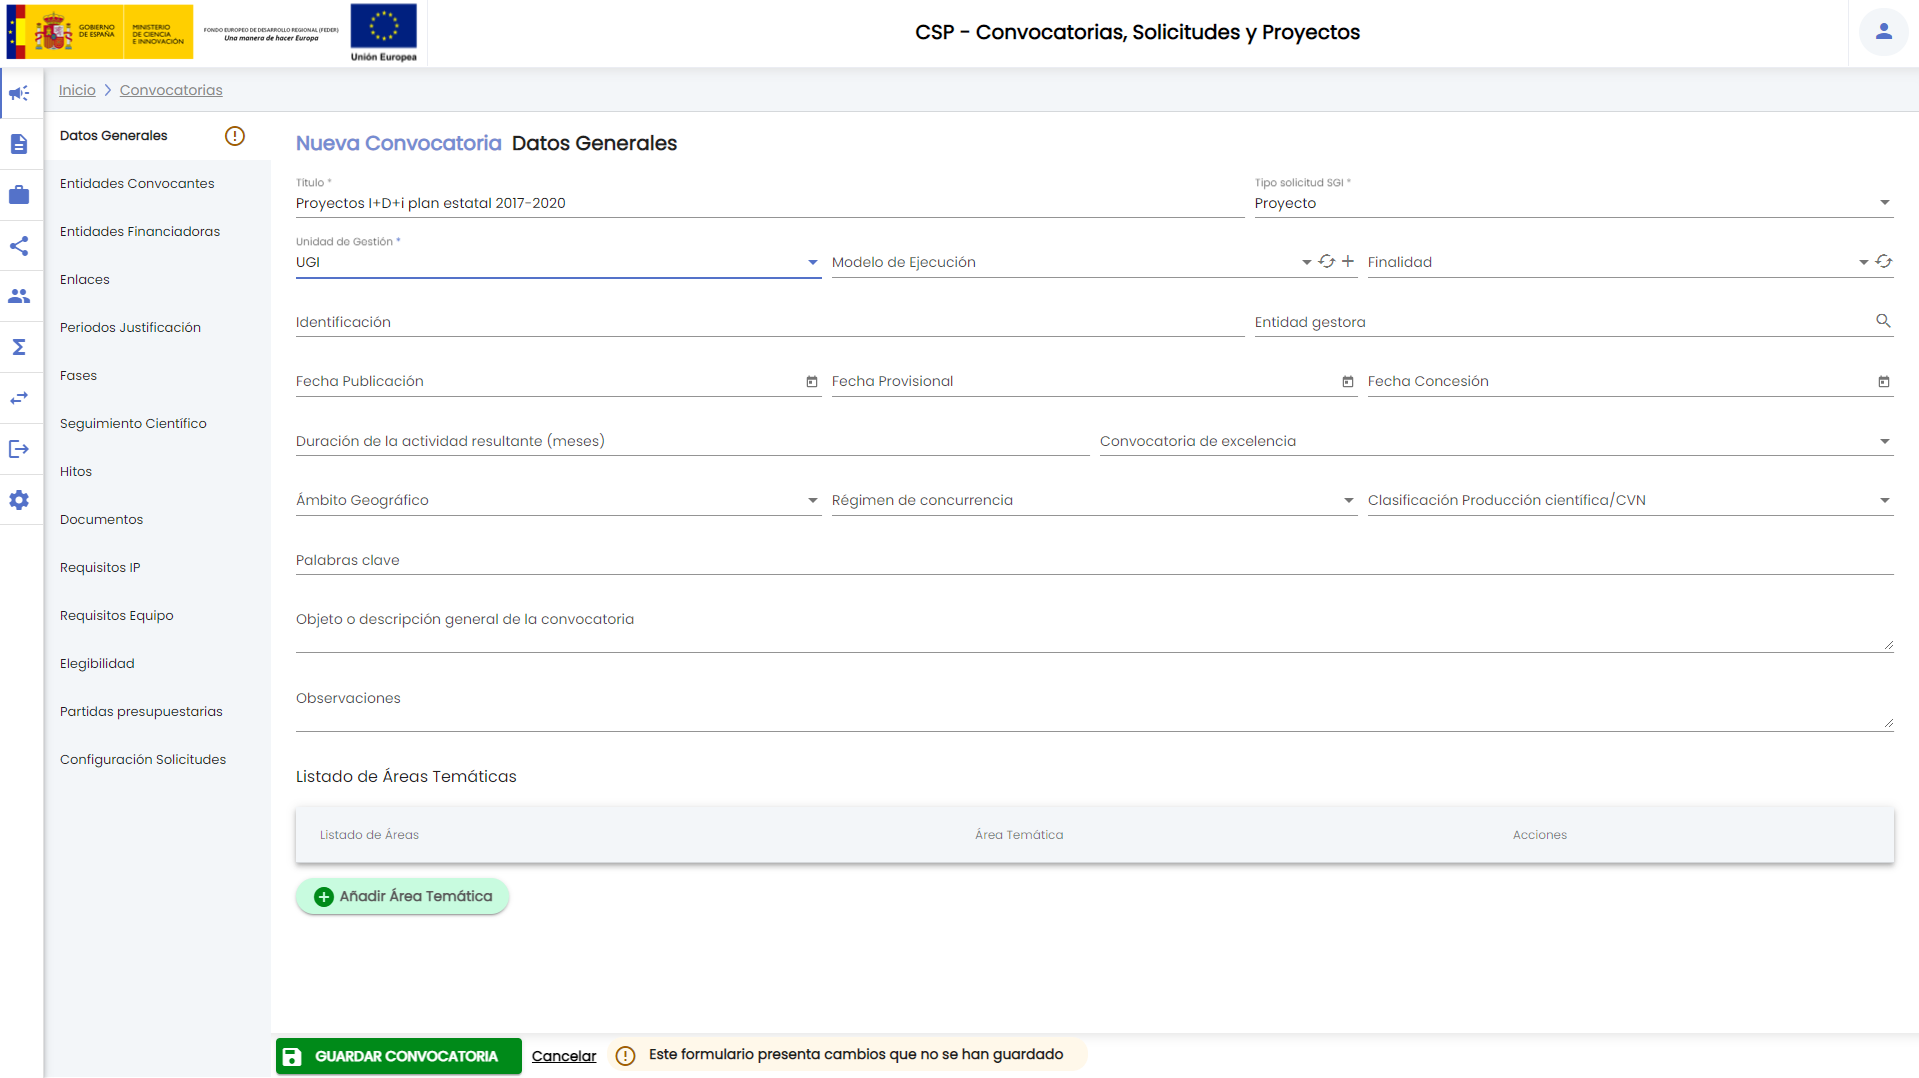 GOBIERNO
DE ESPAÑA
MINISTERIO
DE CIENCIA
E INNOVACIÓN
FONDO EUROPEO DE DESARROLLO REGIONAL (FEDER)
Una manera de hacer Europa
Unión Europea
CSP - Convocatorias, Solicitudes y Proyectos
Inicio > Convocatorias
Datos Generales
Entidades Convocantes
Entidades Financiadoras
Enlaces
Periodos Justificación
Fases
Seguimiento Científico
Hitos
Documentos
Requisitos IP
Requisitos Equipo
Elegibilidad
Partidas presupuestarias
Configuración Solicitudes
Nueva Convocatoria Datos Generales
Título * Tipo solicitud SGI *
Proyectos I+D+i plan estatal 2017-2020 Proyecto
Unidad de Gestión *
UGI Modelo de Ejecución Finalidad
Identificación Entidad gestora
Fecha Publicación Fecha Provisional Fecha Concesión
Duración de la actividad resultante (meses) Convocatoria de excelencia
Ámbito Geográfico Régimen de concurrencia Clasificación Producción científica/CVN
Palabras clave
Objeto o descripción general de la convocatoria
Observaciones
Listado de Áreas Temáticas
Listado de Áreas Área Temática Acciones
Añadir Área Temática
GUARDAR CONVOCATORIA Cancelar Este formulario presenta cambios que no se han guardado